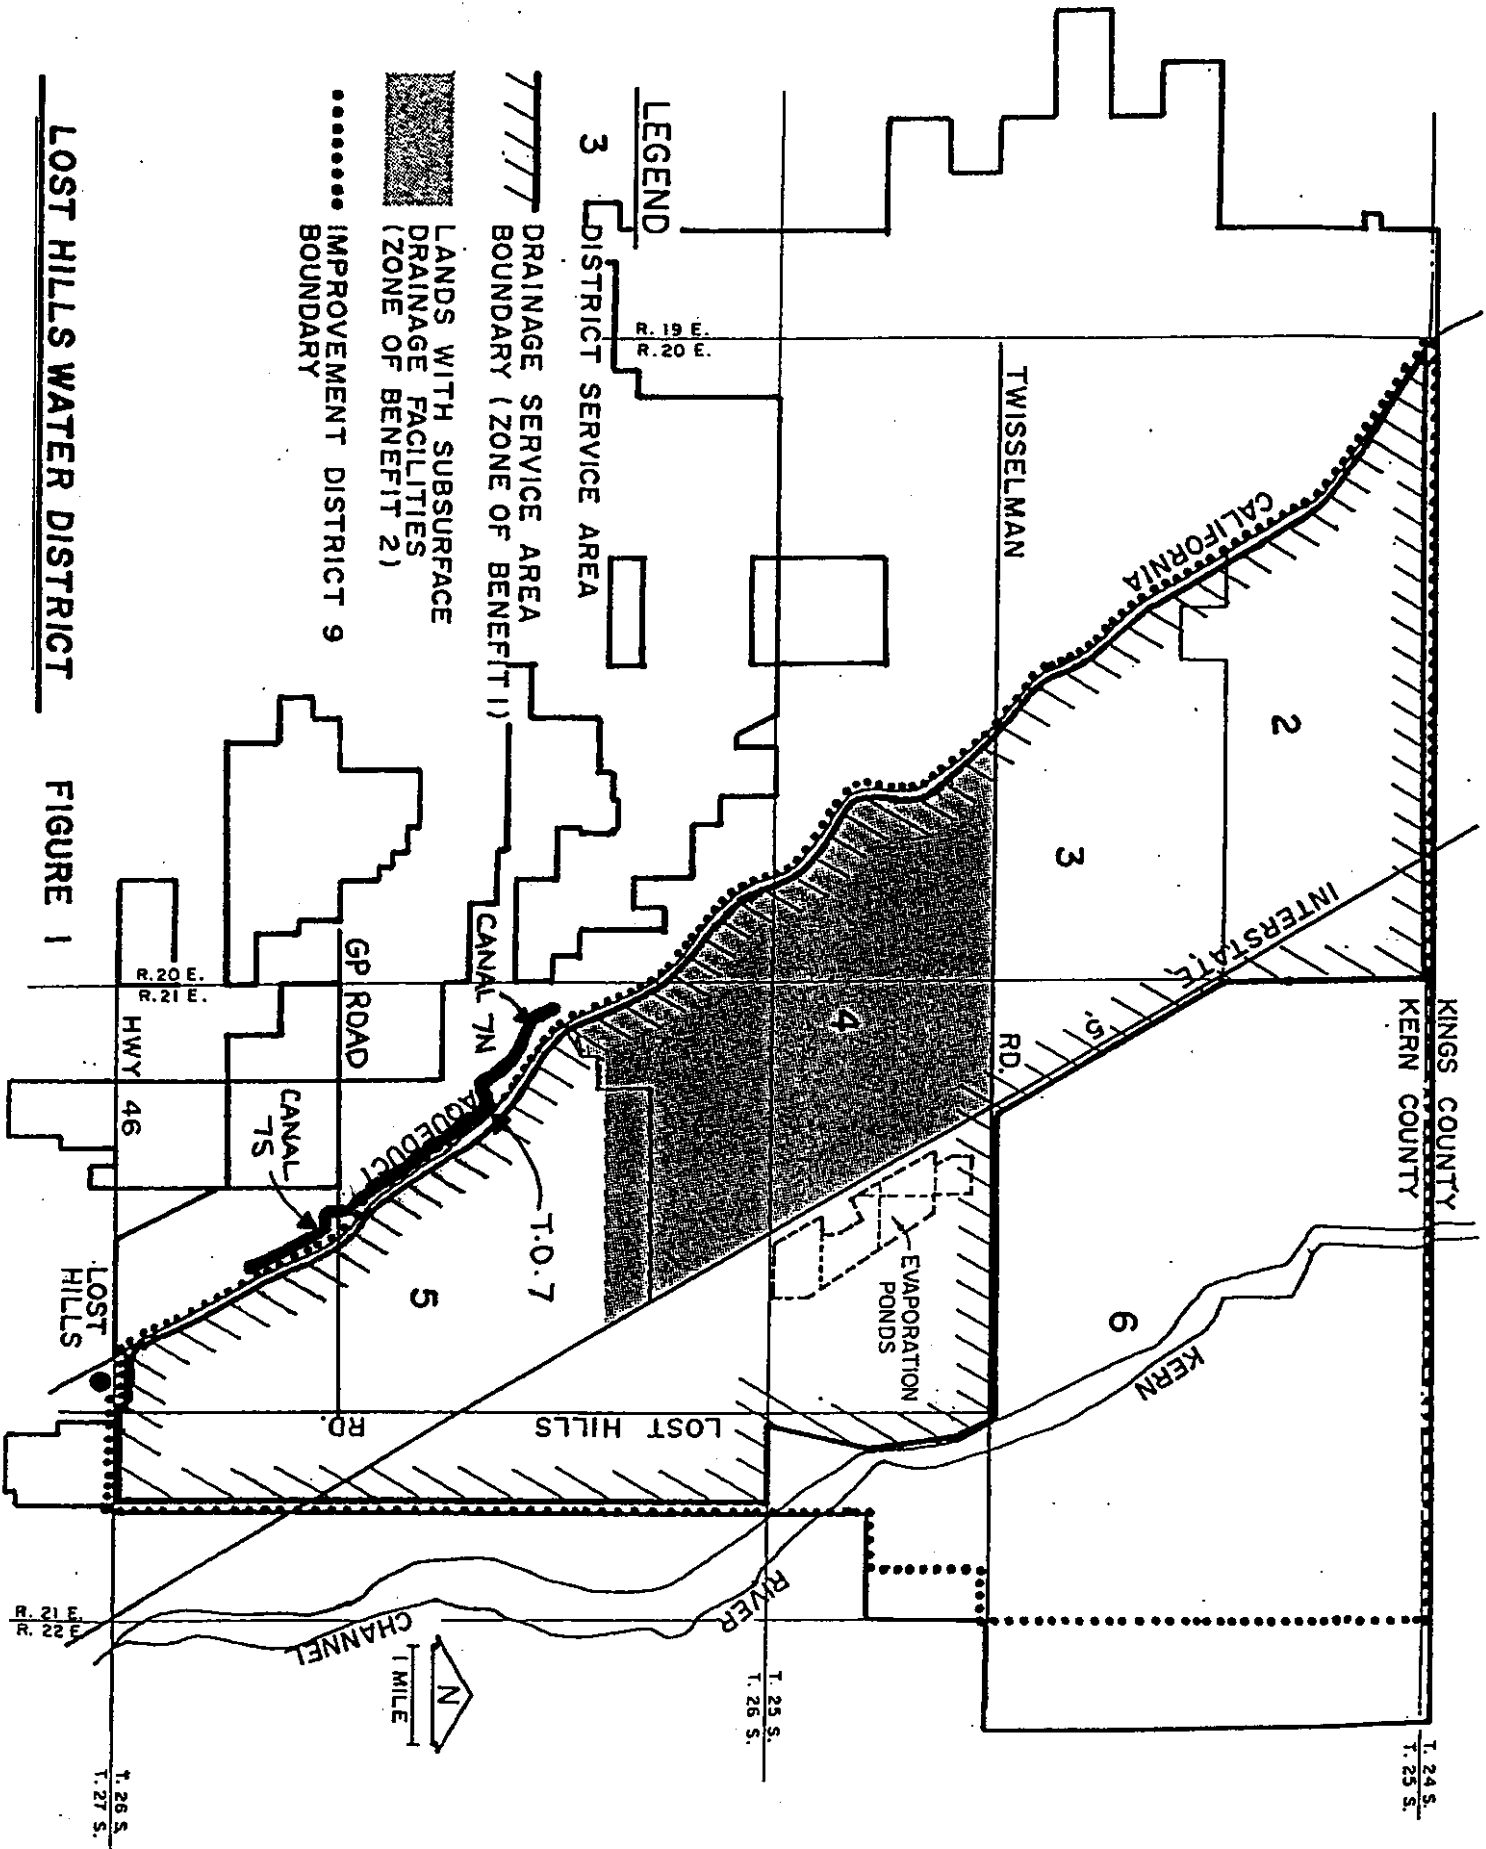 KINGS COUNTY
KERN COUNTY
T. 24 S.
T. 25 S.
2
INTERSTATE
5
CALIFORNIA
3
6
KERN
TWISSELMAN
RD.
EVAPORATION
PONDS
4
R. 19 E.
R. 20 E.
T. 25 S.
T. 26 S.
RIVER
LOST HILLS
RD.
LEGEND
3 DISTRICT SERVICE AREA
DRAINAGE SERVICE AREA
BOUNDARY (ZONE OF BENEFIT 1)
LANDS WITH SUBSURFACE
DRAINAGE FACILITIES
(ZONE OF BENEFIT 2)
IMPROVEMENT DISTRICT 9
BOUNDARY
T.O. 7
CANAL 7N
AQUEDUCT
5
GP ROAD
CANAL
7S
CHANNEL
N
1 MILE
R. 20 E.
R. 21 E.
HWY 46
LOST
HILLS
R. 21 E.
R. 22 E.
T. 26 S.
T. 27 S.
LOST HILLS WATER DISTRICT FIGURE 1